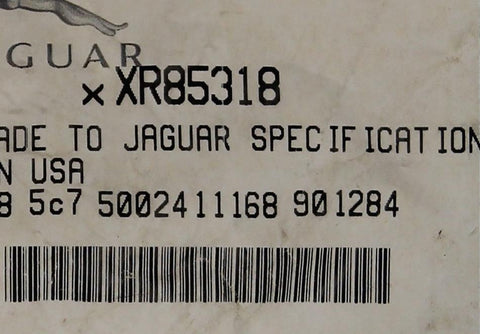 GUAR
x XR85318
ADE TO JAGUAR SPECIFICATION
N USA
8 5c7 5002411168 901284